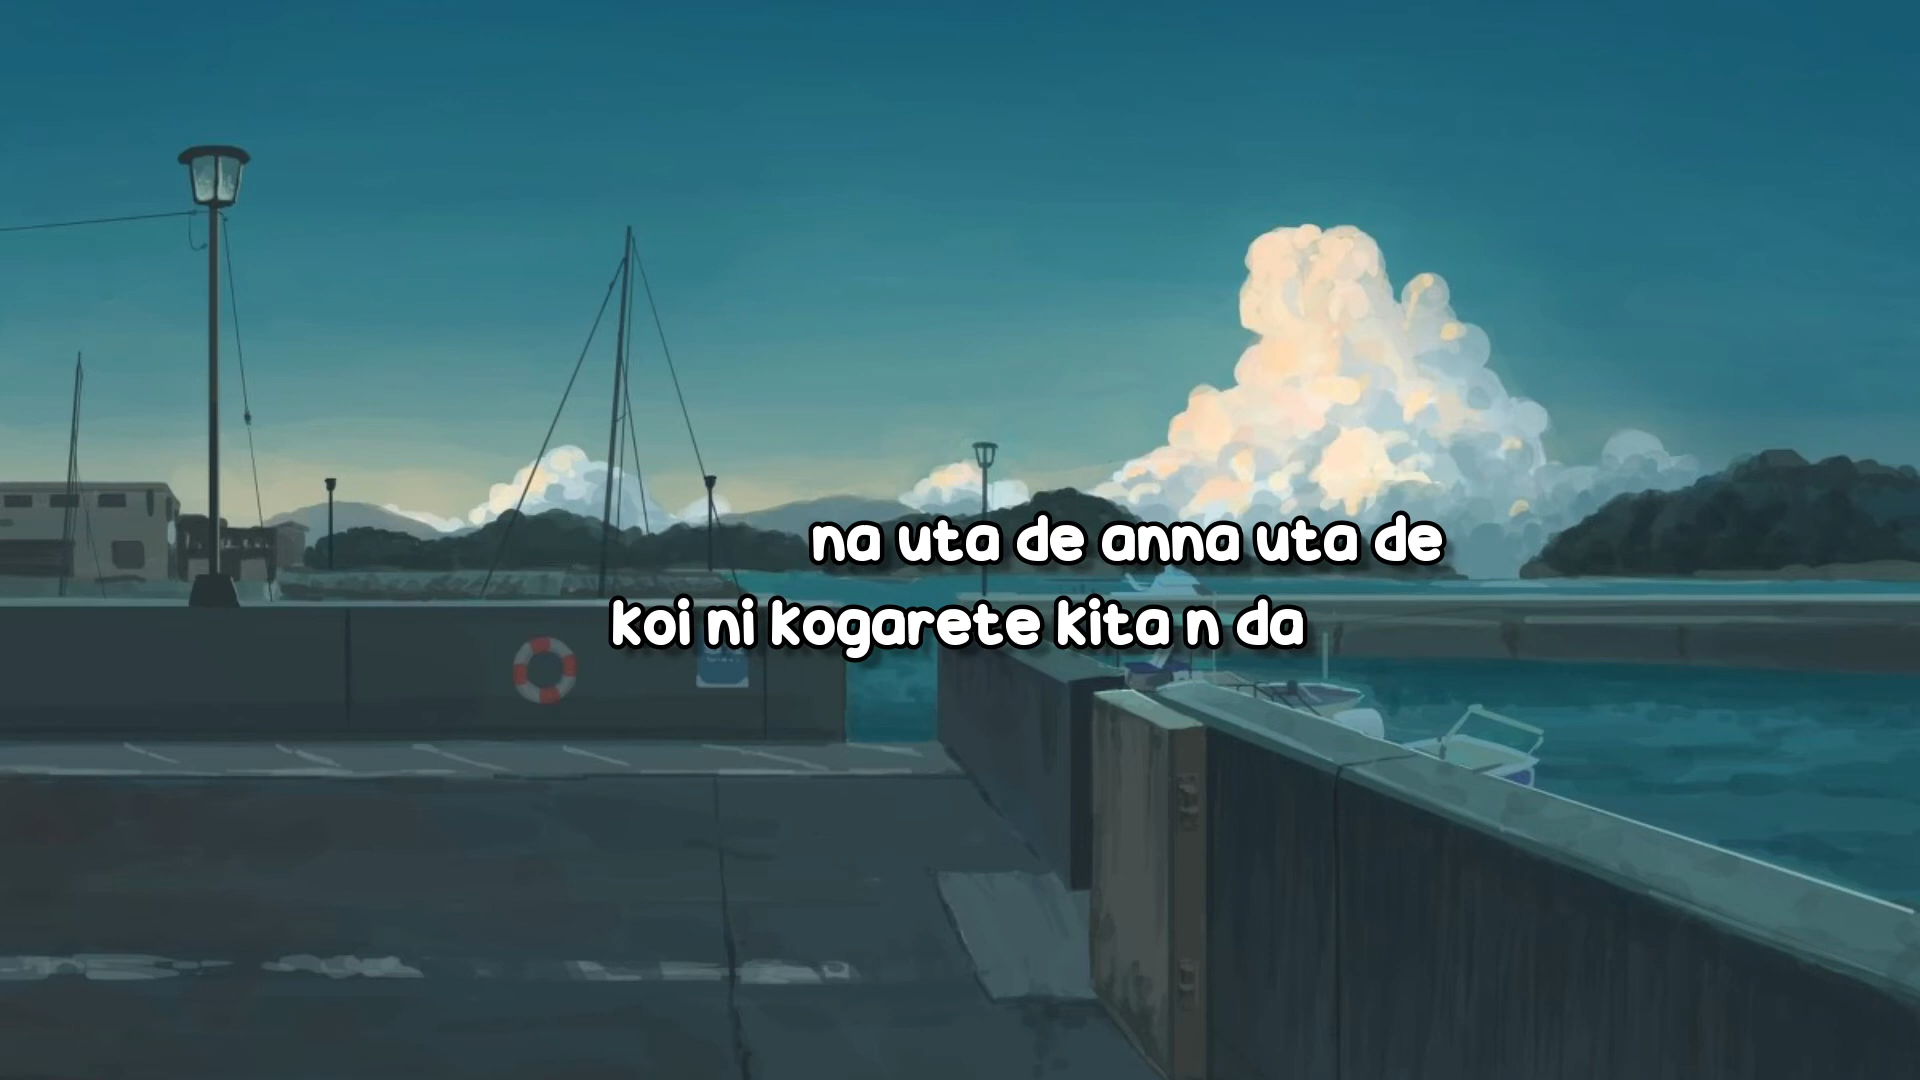 na uta de anna uta de
koi ni kogarete kita n da